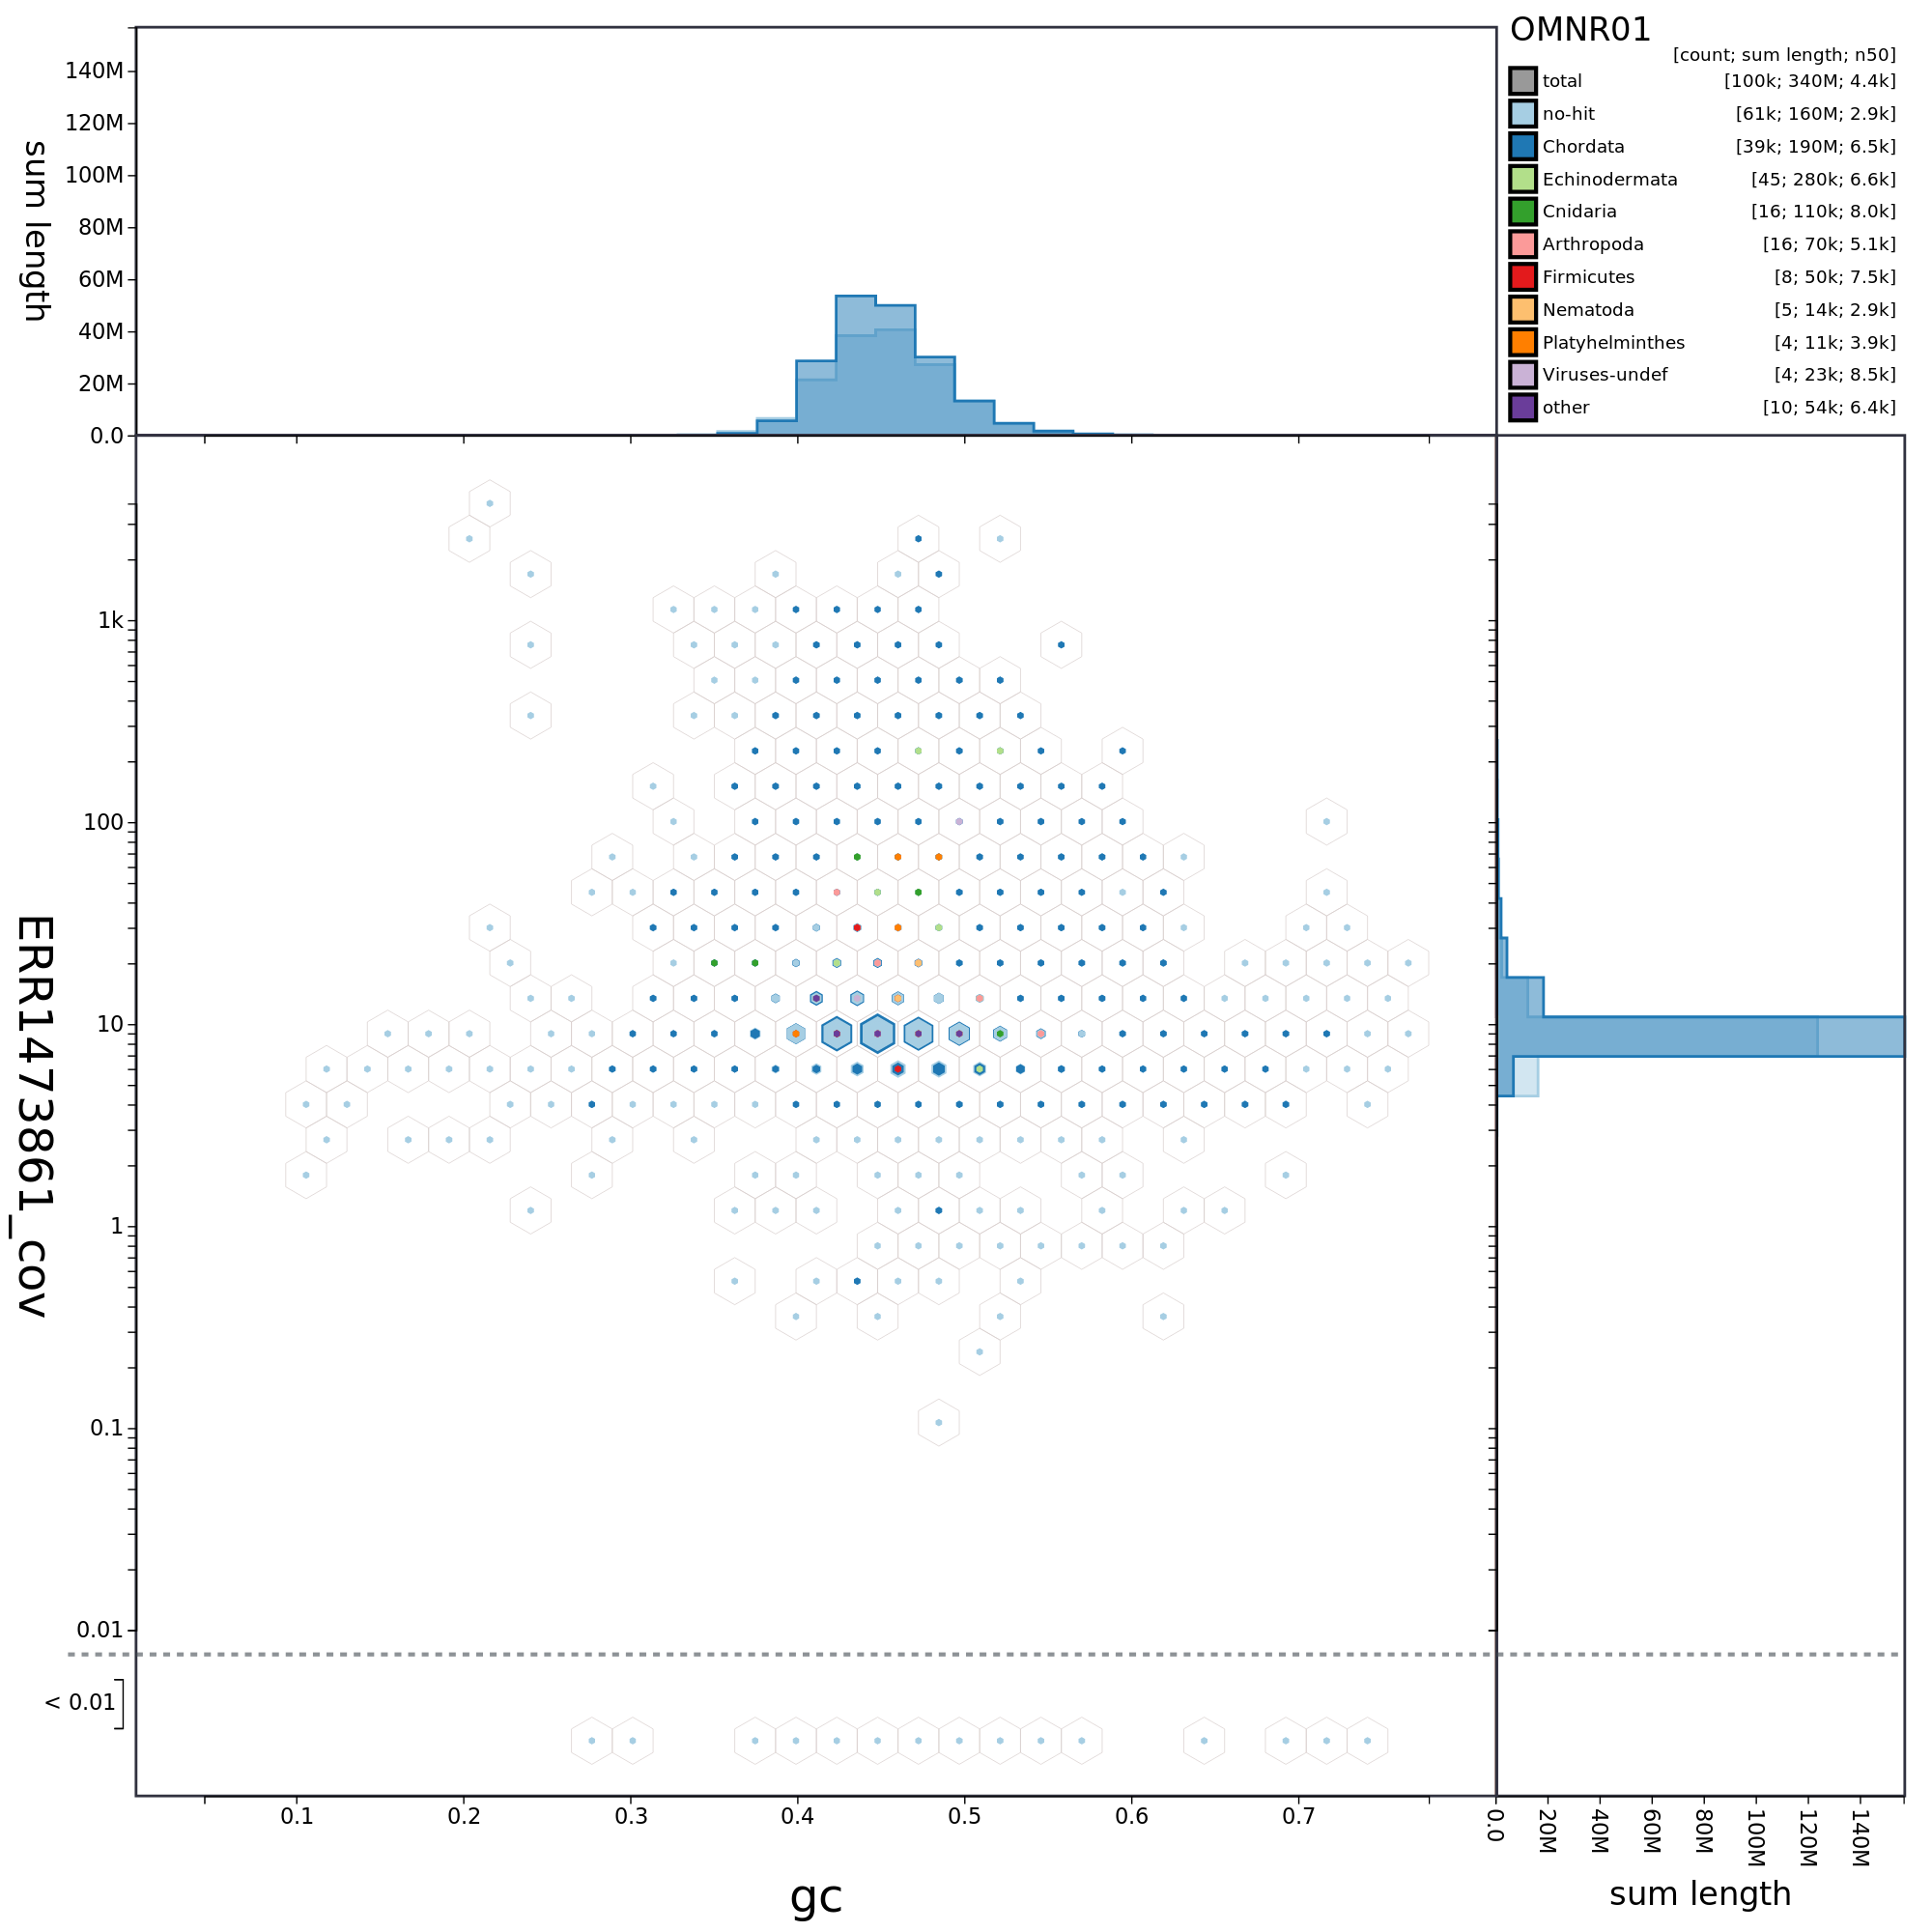 OMNR01
[count; sum length; n50]
total [100k; 340M; 4.4k]
no-hit [61k; 160M; 2.9k]
Chordata [39k; 190M; 6.5k]
Echinodermata [45; 280k; 6.6k]
Cnidaria [16; 110k; 8.0k]
Arthropoda [16; 70k; 5.1k]
Firmicutes [8; 50k; 7.5k]
Nematoda [5; 14k; 2.9k]
Platyhelminthes [4; 11k; 3.9k]
Viruses-undef [4; 23k; 8.5k]
other [10; 54k; 6.4k]
sum length
140M
120M
100M
80M
60M
40M
20M
0.0
ERR1473861_cov
1k
100
10
1
0.1
0.01
< 0.01
0.1 0.2 0.3 0.4 0.5 0.6 0.7
gc
0.0 20M 40M 60M 80M 100M 120M 140M
sum length